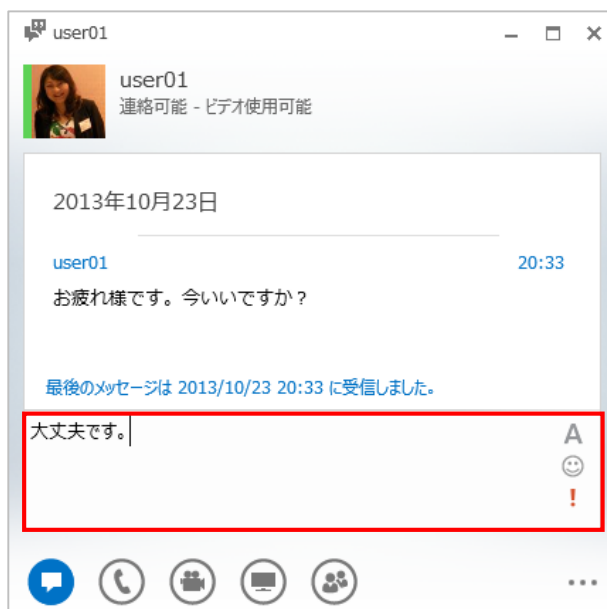 user01
user01
連絡可能 - ビデオ使用可能
2013年10月23日
user01 20:33
お疲れ様です。今いいですか？
最後のメッセージは 2013/10/23 20:33 に受信しました。
大丈夫です。
A
!